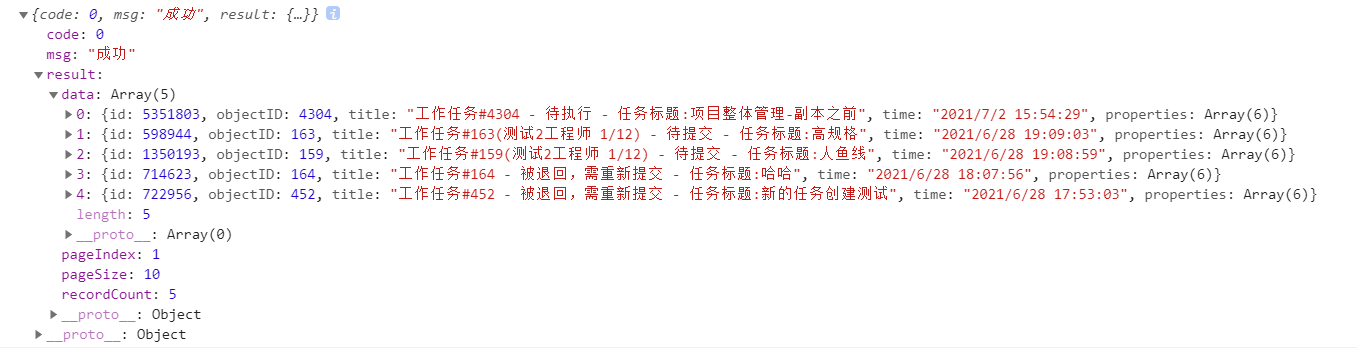 {code: 0, msg: "成功", result: {…}} i
code: 0
msg: "成功"
result:
data: Array(5)
0: {id: 5351803, objectID: 4304, title: "工作任务#4304 - 待执行 - 任务标题:项目整体管理-副本之前", time: "2021/7/2 15:54:29", properties: Array(6)}
1: {id: 598944, objectID: 163, title: "工作任务#163(测试2工程师 1/12) - 待提交 - 任务标题:高规格", time: "2021/6/28 19:09:03", properties: Array(6)}
2: {id: 1350193, objectID: 159, title: "工作任务#159(测试2工程师 1/12) - 待提交 - 任务标题:人鱼线", time: "2021/6/28 19:08:59", properties: Array(6)}
3: {id: 714623, objectID: 164, title: "工作任务#164 - 被退回，需重新提交 - 任务标题:哈哈", time: "2021/6/28 18:07:56", properties: Array(6)}
4: {id: 722956, objectID: 452, title: "工作任务#452 - 被退回，需重新提交 - 任务标题:新的任务创建测试", time: "2021/6/28 17:53:03", properties: Array(6)}
length: 5
__proto__: Array(0)
pageIndex: 1
pageSize: 10
recordCount: 5
__proto__: Object
__proto__: Object